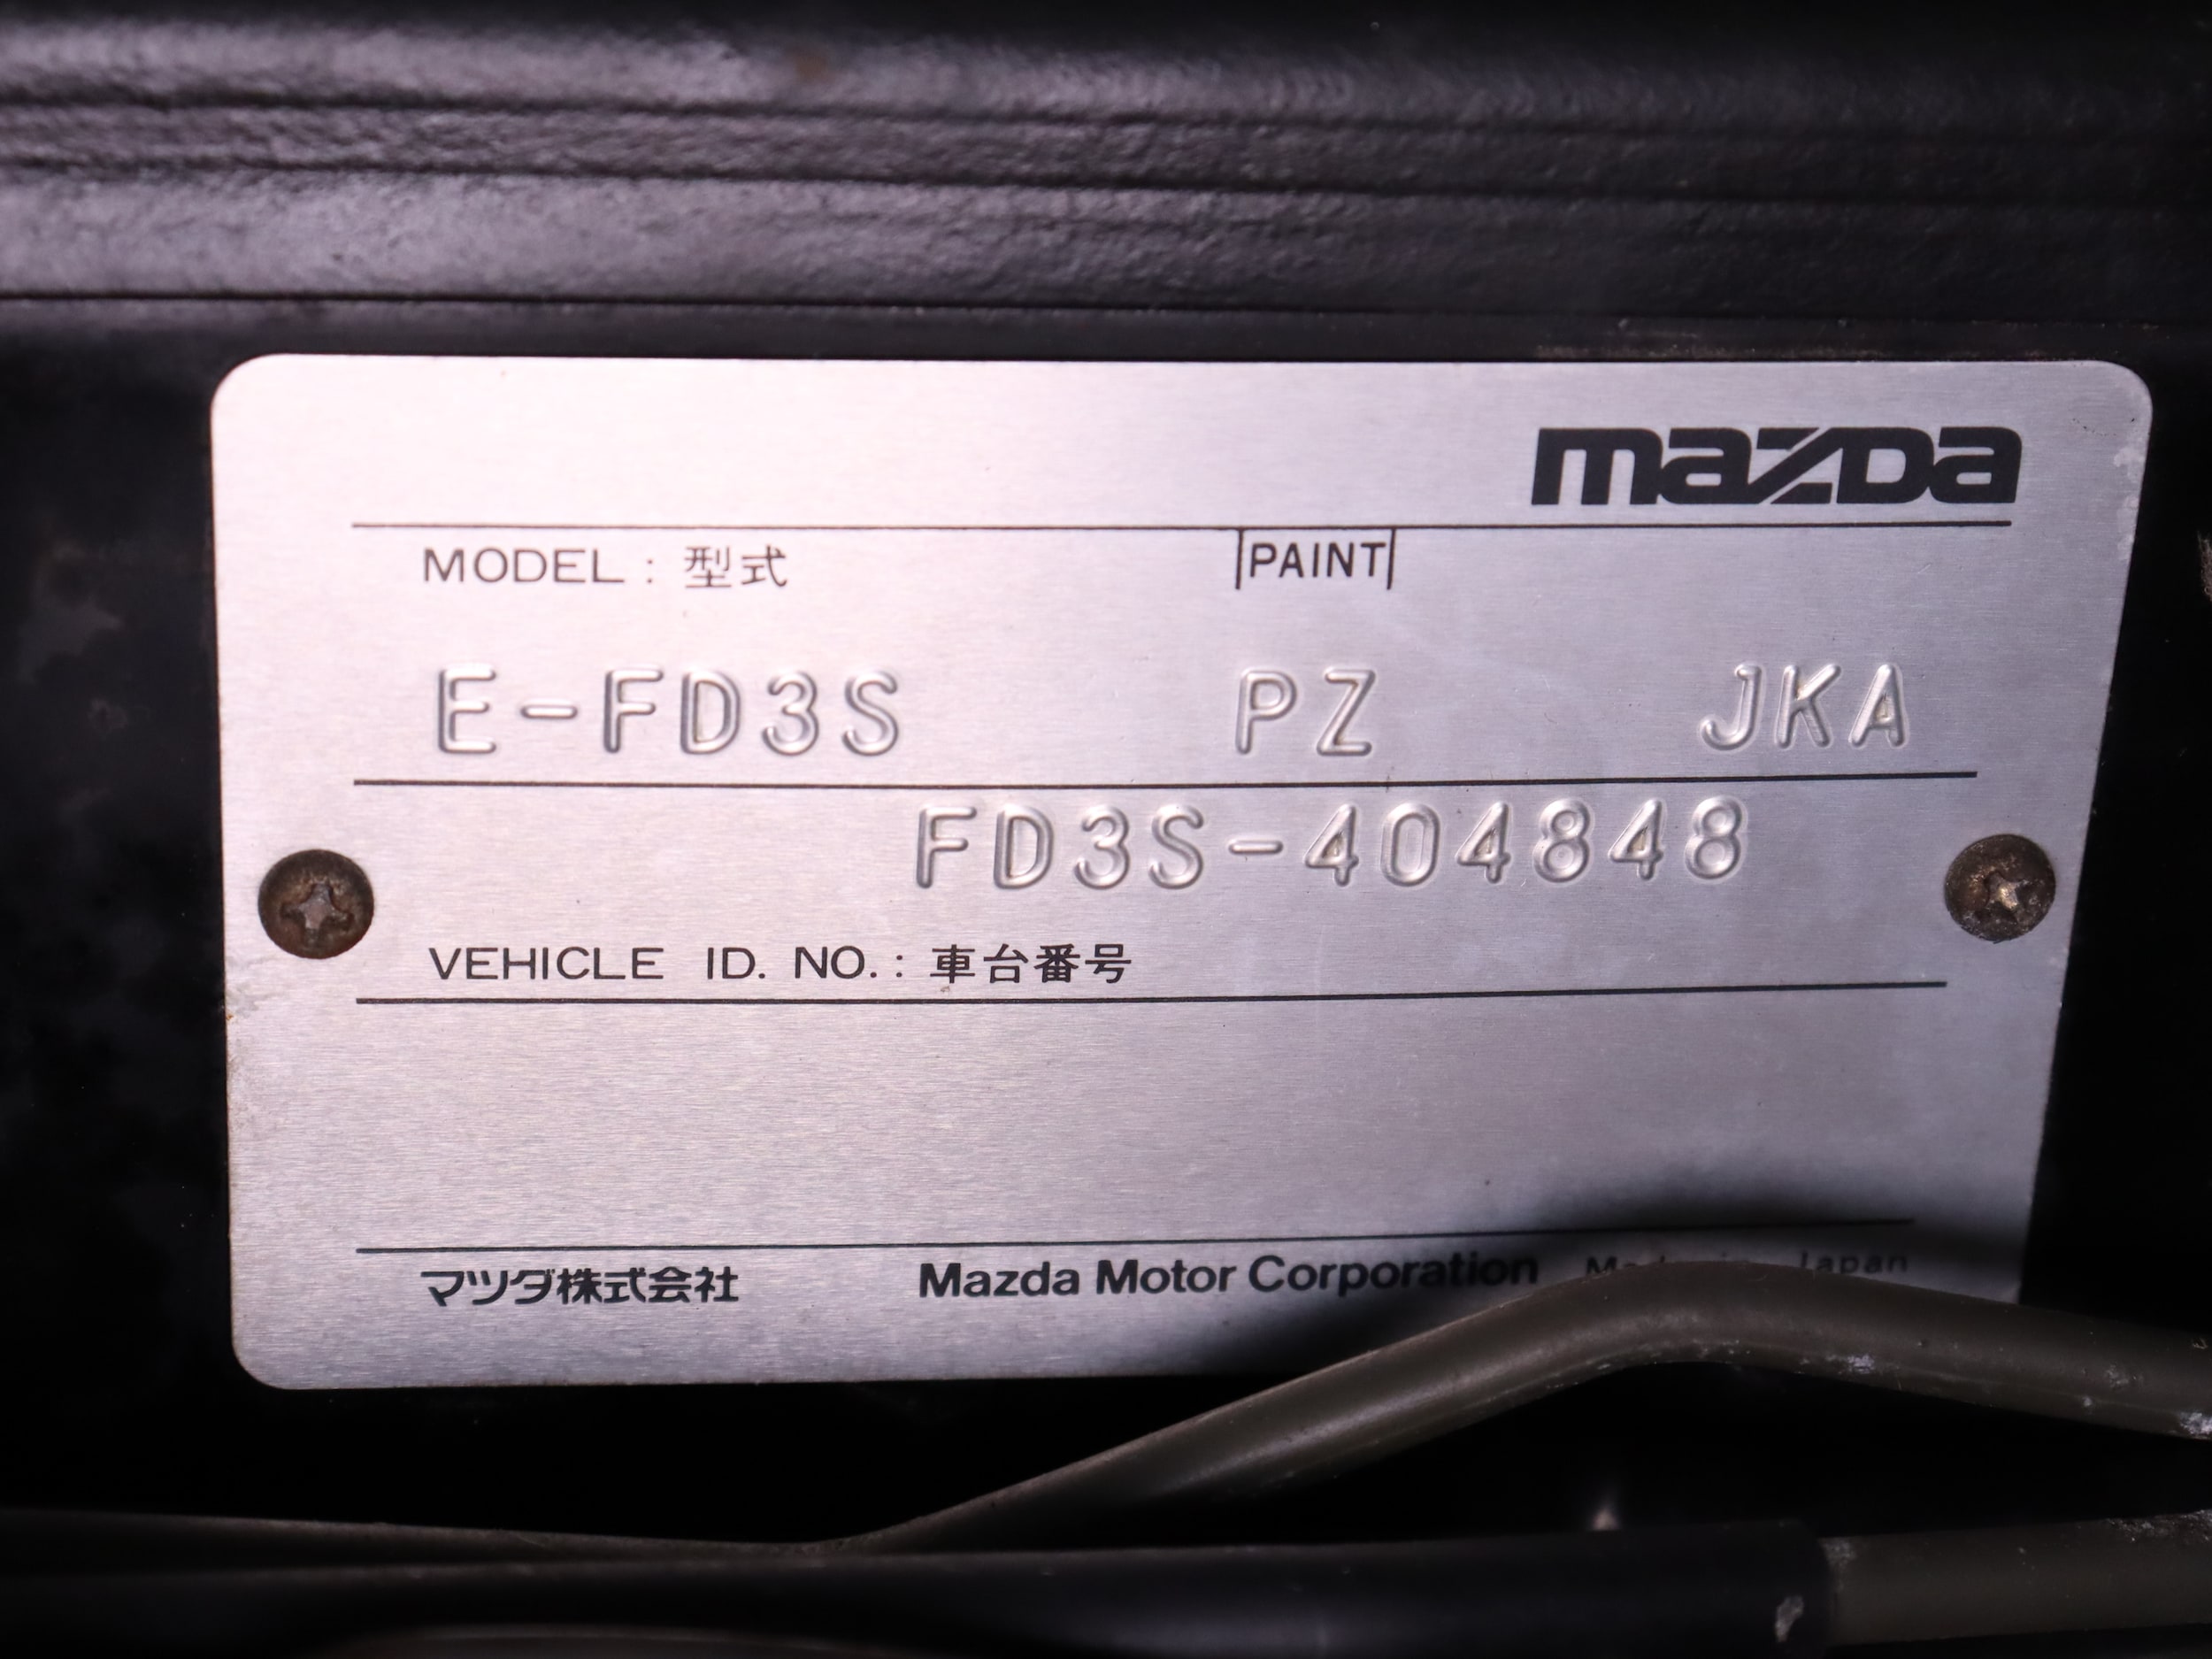 mazda
MODEL : 型式 PAINT
E-FD3S PZ JKA
FD3S-404848
VEHICLE ID. NO. : 車台番号
マツダ株式会社 Mazda Motor Corporation Japan